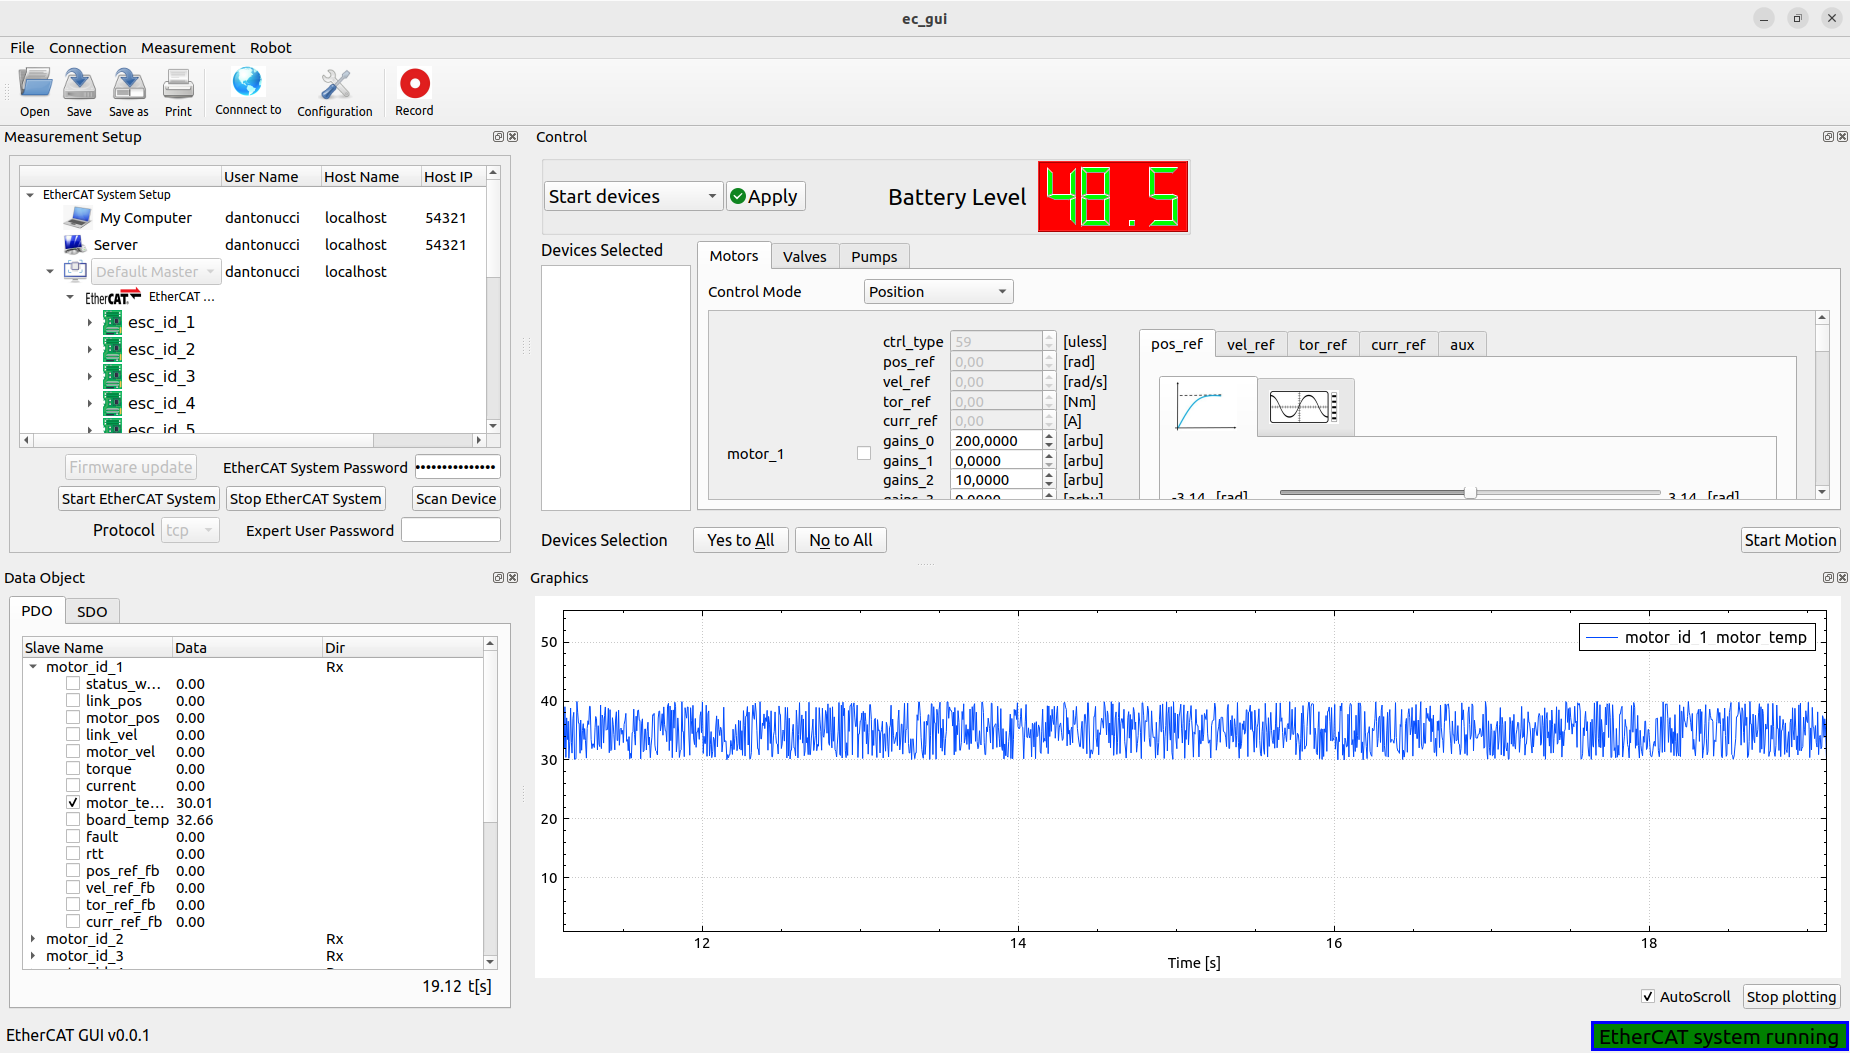 ec_gui
File Connection Measurement Robot
Open Save Save as Print Connnect to Configuration Record
Measurement Setup
User Name Host Name Host IP
EtherCAT System Setup
My Computer dantonucci localhost 54321
Server dantonucci localhost 54321
Default Master dantonucci localhost
EtherCAT EtherCAT ...
esc_id_1
esc_id_2
esc_id_3
esc_id_4
esc_id_5
Firmware update EtherCAT System Password
Start EtherCAT System Stop EtherCAT System Scan Device
Protocol tcp Expert User Password
Control
Start devices Apply Battery Level 48.5
Devices Selected
Motors Valves Pumps
Control Mode Position
motor_1
ctrl_type 59 [uless]
pos_ref 0,00 [rad]
vel_ref 0,00 [rad/s]
tor_ref 0,00 [Nm]
curr_ref 0,00 [A]
gains_0 200,0000 [arbu]
gains_1 0,0000 [arbu]
gains_2 10,0000 [arbu]
gains_3 0,0000 [arbu]
pos_ref vel_ref tor_ref curr_ref aux
-3.14 [rad] 3.14 [rad]
Devices Selection Yes to All No to All Start Motion
Data Object
PDO SDO
Slave Name Data Dir
motor_id_1 Rx
status_w... 0.00
link_pos 0.00
motor_pos 0.00
link_vel 0.00
motor_vel 0.00
torque 0.00
current 0.00
motor_te... 30.01
board_temp 32.66
fault 0.00
rtt 0.00
pos_ref_fb 0.00
vel_ref_fb 0.00
tor_ref_fb 0.00
curr_ref_fb 0.00
motor_id_2 Rx
motor_id_3 Rx
19.12 t[s]
Graphics
motor_id_1_motor_temp
50
40
30
20
10
12 14 16 18
Time [s]
AutoScroll Stop plotting
EtherCAT GUI v0.0.1
EtherCAT system running